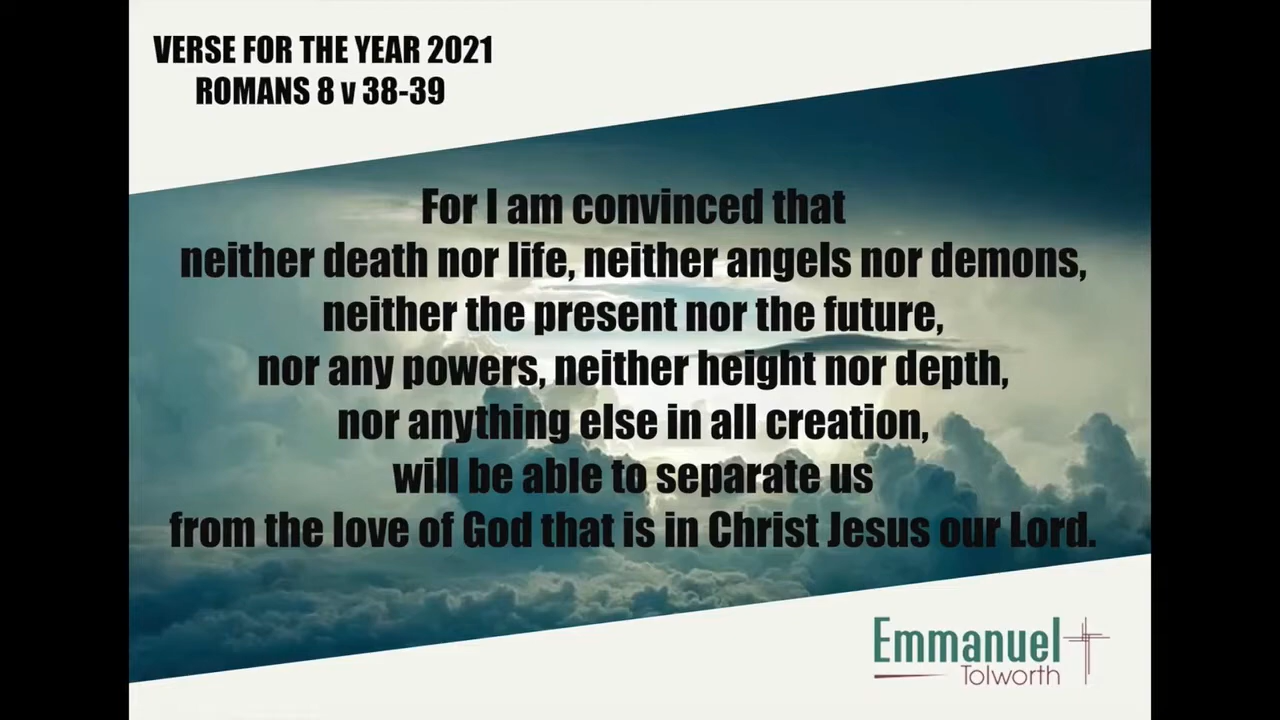 VERSE FOR THE YEAR 2021
ROMANS 8 v 38-39
For I am convinced that
neither death nor life, neither angels nor demons,
neither the present nor the future,
nor any powers, neither height nor depth,
nor anything else in all creation,
will be able to separate us
from the love of God that is in Christ Jesus our Lord.
Emmanuel
Tolworth